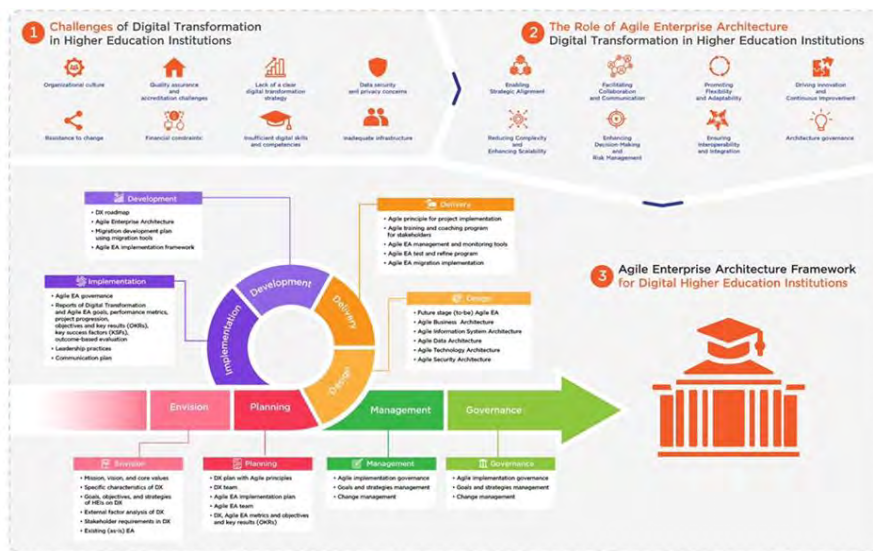 1 Challenges of Digital Transformation
in Higher Education Institutions
Organizational culture
Quality assurance
and
accreditation challenges
Lack of a clear
digital transformation
strategy
Data security
and privacy concerns
Resistance to change
Financial constraints
Insufficient digital skills
and competencies
Inadequate infrastructure
2 The Role of Agile Enterprise Architecture
Digital Transformation in Higher Education Institutions
Enabling
Strategic Alignment
Facilitating
Collaboration
and Communication
Promoting
Flexibility
and Adaptability
Driving innovation
and
Continuous Improvement
Reducing Complexity
and
Enhancing Scalability
Enhancing
Decision-Making
and
Risk Management
Ensuring
Interoperability
and Integration
Architecture governance
Development
• DX roadmap
• Agile Enterprise Architecture
• Migration development plan
using migration tools
• Agile EA implementation framework
Delivery
• Agile principle for project implementation
• Agile training and coaching program
for stakeholders
• Agile EA management and monitoring tools
• Agile EA test and refine program
• Agile EA migration implementation
Implementation
• Agile EA governance
• Reports of Digital Transformation
and Agile EA goals, performance metrics,
project progression,
objectives and key results (OKRs),
key success factors (KSFs),
outcome-based evaluation
• Leadership practices
• Communication plan
Design
• Future stage (to-be) Agile EA
• Agile Business Architecture
• Agile Information System Architecture
• Agile Data Architecture
• Agile Technology Architecture
• Agile Security Architecture
Implementation
Development
Delivery
Design
3 Agile Enterprise Architecture Framework
for Digital Higher Education Institutions
Envision
Planning
Management
Governance
Envision
• Mission, vision, and core values
• Specific characteristics of DX
• Goals, objectives, and strategies
of HEIs on DX
• External factor analysis of DX
• Stakeholder requirements in DX
• Existing (as-is) EA
Planning
• DX plan with Agile principles
• DX team
• Agile EA implementation plan
• Agile EA team
• DX, Agile EA metrics and objectives
and key results (OKRs)
Management
• Agile implementation governance
• Goals and strategies management
• Change management
Governance
• Agile implementation governance
• Goals and strategies management
• Change management